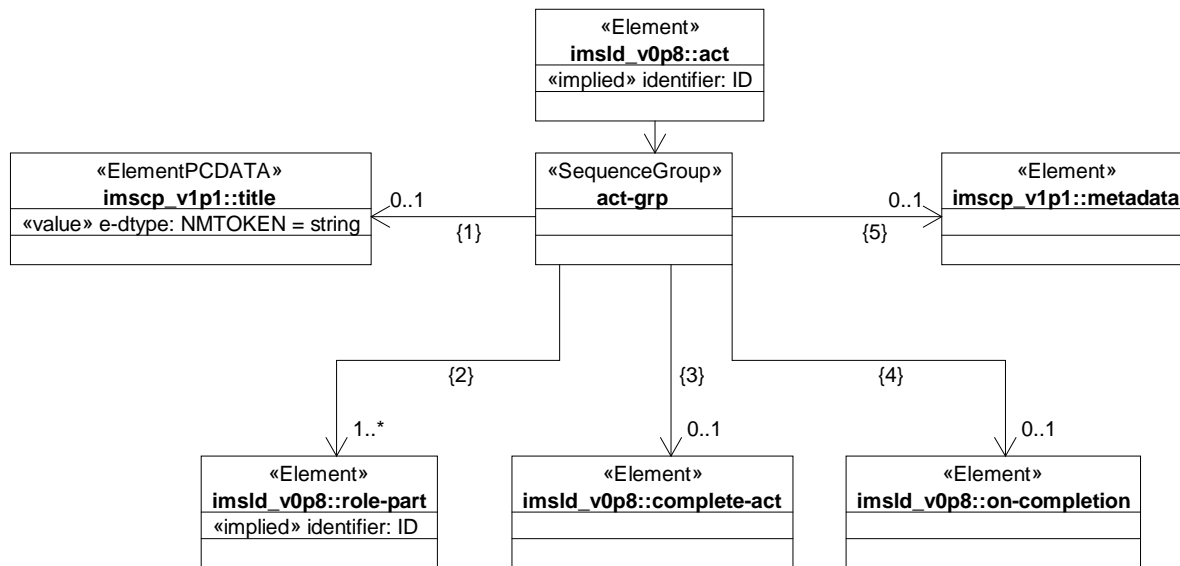 «Element»
imsld_v0p8::act
«implied» identifier: ID
«ElementPCDATA»
imscp_v1p1::title
«value» e-dtype: NMTOKEN = string
0..1
{1}
«SequenceGroup»
act-grp
0..1
{5}
«Element»
imscp_v1p1::metadata
{2}
{3}
{4}
1..*
0..1
0..1
«Element»
imsld_v0p8::role-part
«implied» identifier: ID
«Element»
imsld_v0p8::complete-act
«Element»
imsld_v0p8::on-completion